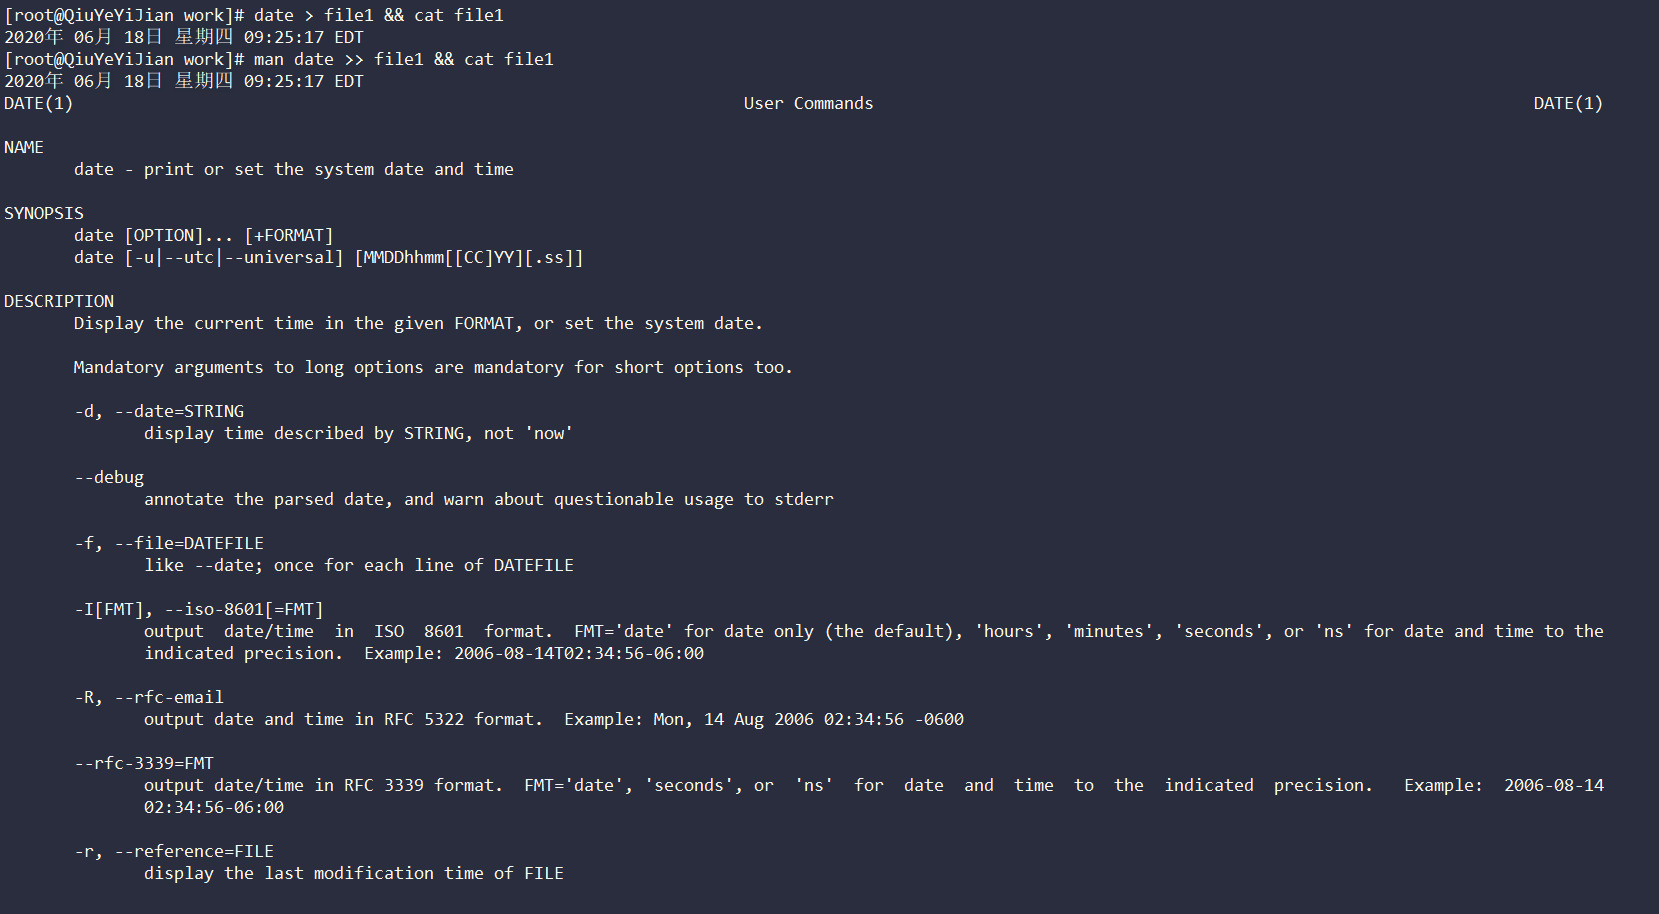 [root@QiuYeYiJian work]# date > file1 && cat file1
2020年 06月 18日 星期四 09:25:17 EDT
[root@QiuYeYiJian work]# man date >> file1 && cat file1
2020年 06月 18日 星期四 09:25:17 EDT
DATE(1) User Commands DATE(1)
NAME
date - print or set the system date and time
SYNOPSIS
date [OPTION]... [+FORMAT]
date [-u|--utc|--universal] [MMDDhhmm[[CC]YY][.ss]]
DESCRIPTION
Display the current time in the given FORMAT, or set the system date.
Mandatory arguments to long options are mandatory for short options too.
-d, --date=STRING
display time described by STRING, not 'now'
--debug
annotate the parsed date, and warn about questionable usage to stderr
-f, --file=DATEFILE
like --date; once for each line of DATEFILE
-I[FMT], --iso-8601[=FMT]
output date/time in ISO 8601 format. FMT='date' for date only (the default), 'hours', 'minutes', 'seconds', or 'ns' for date and time to the
indicated precision. Example: 2006-08-14T02:34:56-06:00
-R, --rfc-email
output date and time in RFC 5322 format. Example: Mon, 14 Aug 2006 02:34:56 -0600
--rfc-3339=FMT
output date/time in RFC 3339 format. FMT='date', 'seconds', or 'ns' for date and time to the indicated precision. Example: 2006-08-14
02:34:56-06:00
-r, --reference=FILE
display the last modification time of FILE